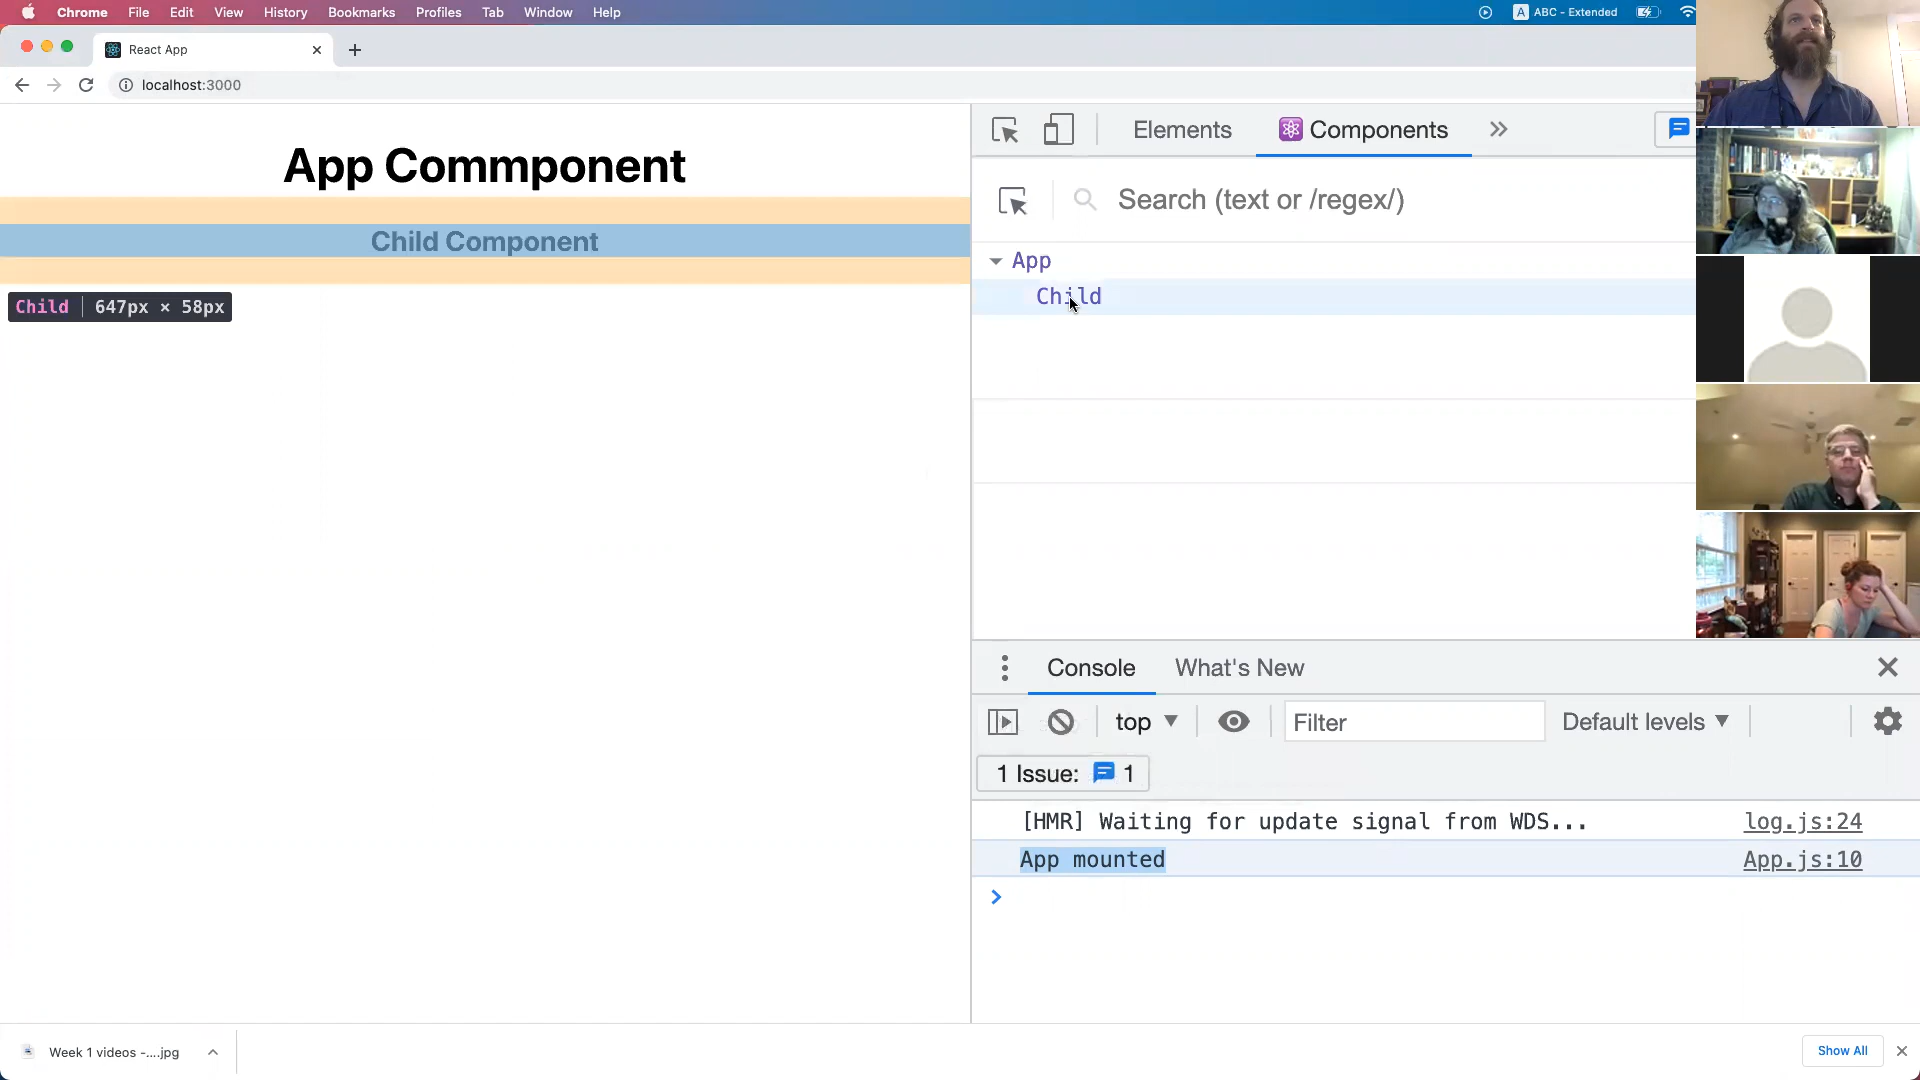 Chrome File Edit View History Bookmarks Profiles Tab Window Help
A ABC - Extended
React App
localhost:3000
App Commponent
Child Component
Child 647px × 58px
Elements Components
Search (text or /regex/)
App
Child
Console What's New
top Filter Default levels
1 Issue: 1
[HMR] Waiting for update signal from WDS... log.js:24
App mounted App.js:10
Week 1 videos -....jpg
Show All